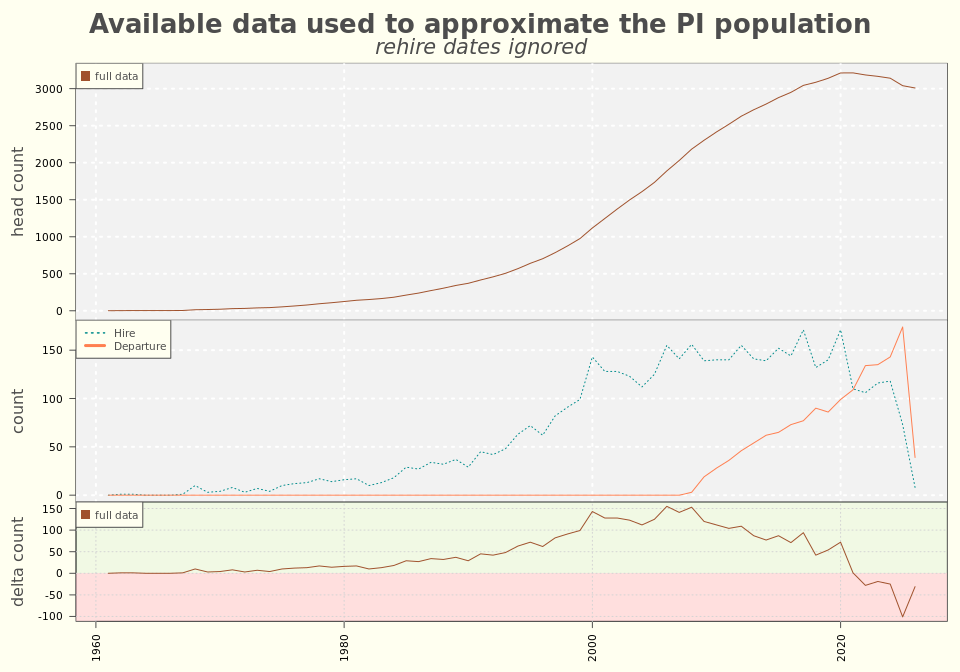 Available data used to approximate the PI population
rehire dates ignored
full data
head count
3000
2500
2000
1500
1000
500
0
Hire
Departure
count
150
100
50
0
full data
delta count
150
100
50
0
-50
-100
1960
1980
2000
2020